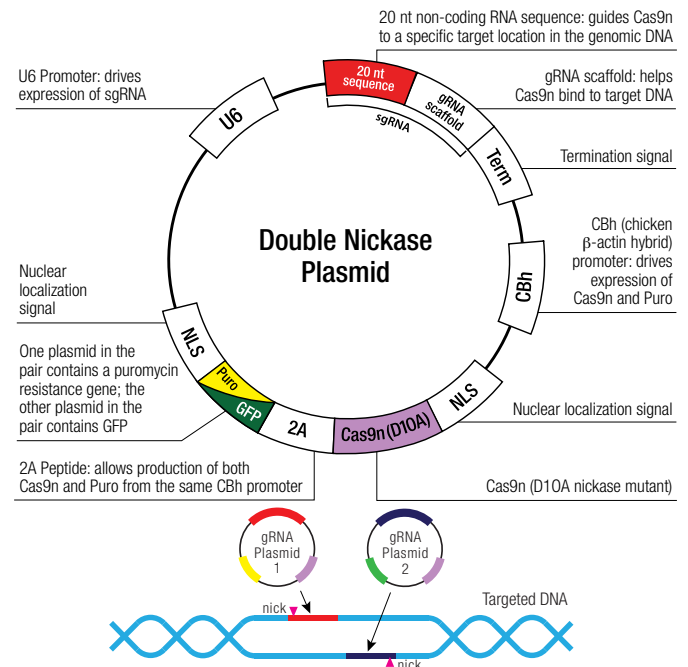 20 nt non-coding RNA sequence: guides Cas9n
to a specific target location in the genomic DNA
U6 Promoter: drives
expression of sgRNA
gRNA scaffold: helps
Cas9n bind to target DNA
20 nt
sequence
gRNA
scaffold
sgRNA
U6
Term
Termination signal
Double Nickase
Plasmid
CBh (chicken
β-actin hybrid)
promoter: drives
expression of
Cas9n and Puro
CBh
Nuclear
localization
signal
NLS
One plasmid in the
pair contains a puromycin
resistance gene; the
other plasmid in the
pair contains GFP
Puro
GFP
2A
Cas9n (D10A)
NLS
Nuclear localization signal
2A Peptide: allows production of both
Cas9n and Puro from the same CBh promoter
Cas9n (D10A nickase mutant)
gRNA
Plasmid
1
gRNA
Plasmid
2
nick
Targeted DNA
nick